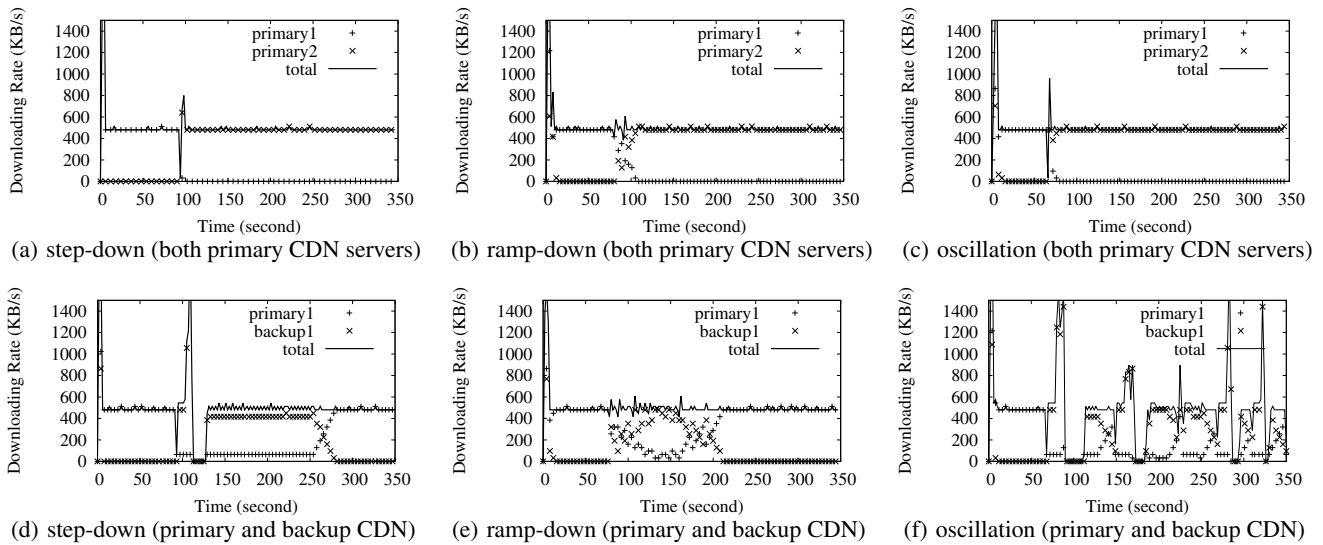 Downloading Rate (KB/s)
1400
1200
1000
800
600
400
200
0
primary1
primary2
total
0 50 100 150 200 250 300 350
Time (second)
(a) step-down (both primary CDN servers)
Downloading Rate (KB/s)
1400
1200
1000
800
600
400
200
0
primary1
primary2
total
0 50 100 150 200 250 300 350
Time (second)
(b) ramp-down (both primary CDN servers)
Downloading Rate (KB/s)
1400
1200
1000
800
600
400
200
0
primary1
primary2
total
0 50 100 150 200 250 300 350
Time (second)
(c) oscillation (both primary CDN servers)
Downloading Rate (KB/s)
1400
1200
1000
800
600
400
200
0
primary1
backup1
total
0 50 100 150 200 250 300 350
Time (second)
(d) step-down (primary and backup CDN)
Downloading Rate (KB/s)
1400
1200
1000
800
600
400
200
0
primary1
backup1
total
0 50 100 150 200 250 300 350
Time (second)
(e) ramp-down (primary and backup CDN)
Downloading Rate (KB/s)
1400
1200
1000
800
600
400
200
0
primary1
backup1
total
0 50 100 150 200 250 300 350
Time (second)
(f) oscillation (primary and backup CDN)